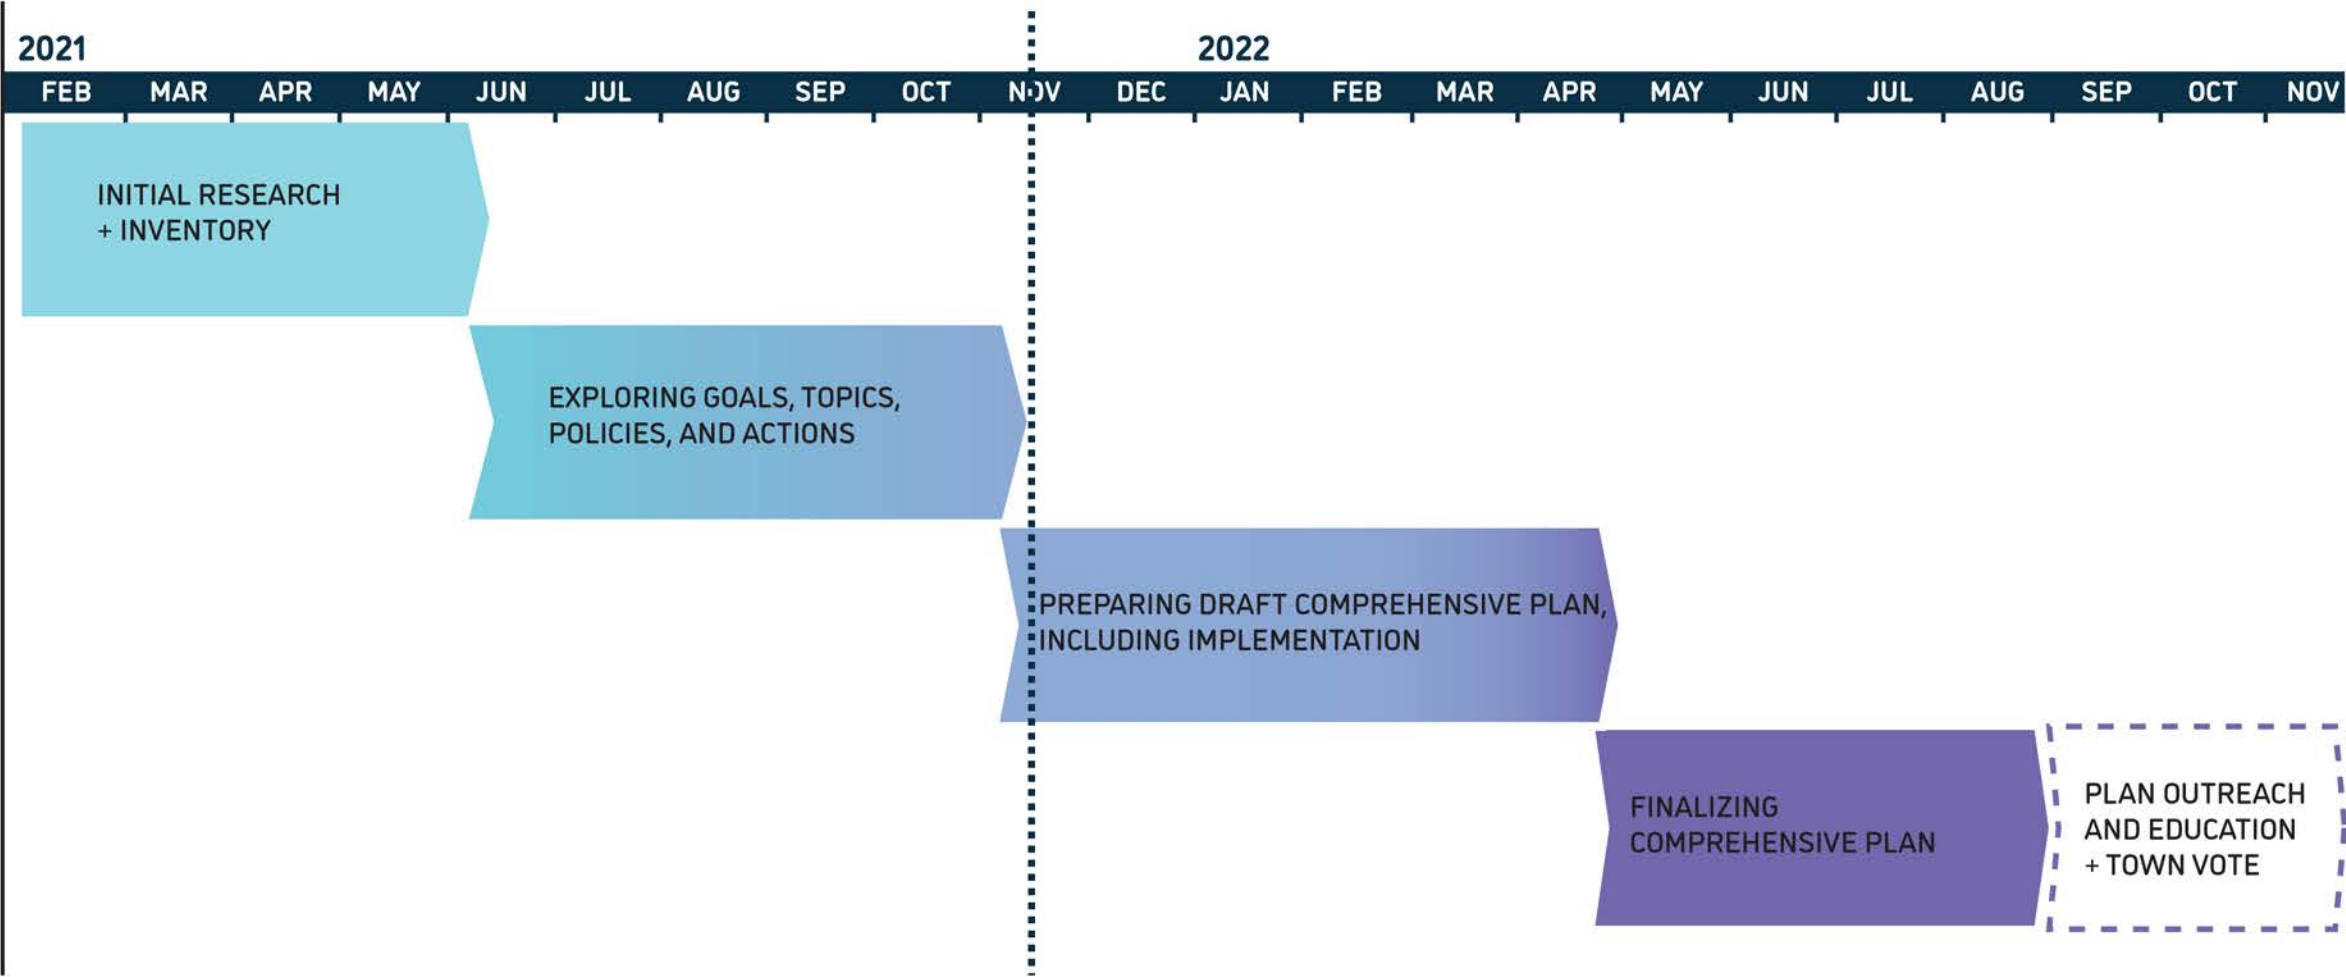 2021 2022
FEB MAR APR MAY JUN JUL AUG SEP OCT NOV DEC JAN FEB MAR APR MAY JUN JUL AUG SEP OCT NOV
INITIAL RESEARCH
+ INVENTORY
EXPLORING GOALS, TOPICS,
POLICIES, AND ACTIONS
PREPARING DRAFT COMPREHENSIVE PLAN,
INCLUDING IMPLEMENTATION
FINALIZING
COMPREHENSIVE PLAN
PLAN OUTREACH
AND EDUCATION
+ TOWN VOTE